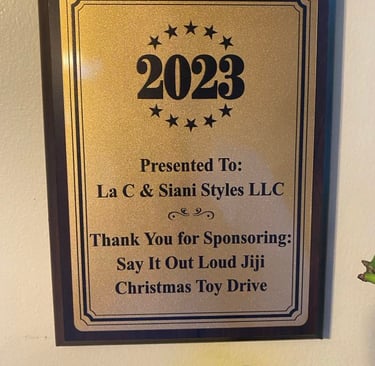 2023
Presented To:
La C & Siani Styles LLC
Thank You for Sponsoring:
Say It Out Loud Jiji
Christmas Toy Drive